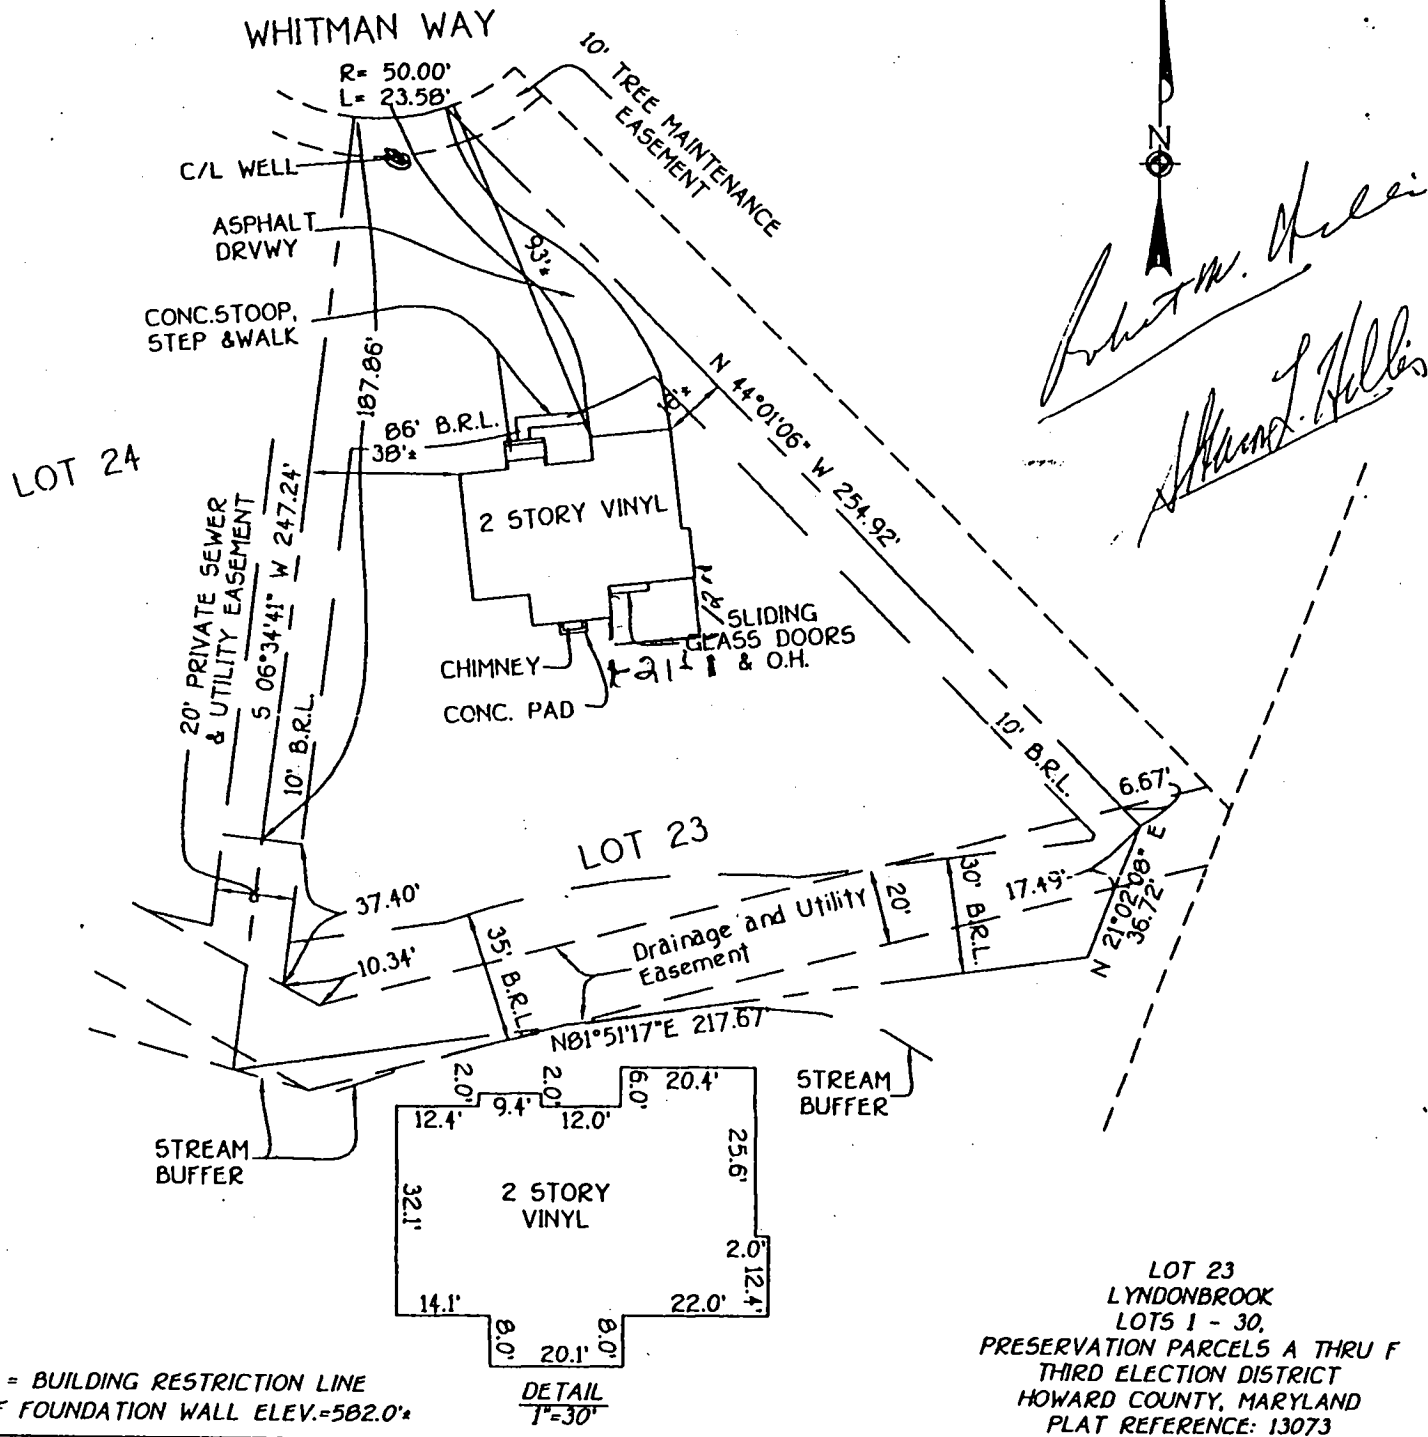 WHITMAN WAY
R= 50.00'
L= 23.58'
10' TREE MAINTENANCE
EASEMENT
N
C/L WELL
ASPHALT
DRVWY
93'±
CONC.STOOP,
STEP &WALK
187.86'
N 44°01'06" W 254.92'
86' B.R.L.
38'±
LOT 24
2 STORY VINYL
20' PRIVATE SEWER
& UTILITY EASEMENT
S 06°34'41" W 247.24'
10' B.R.L.
SLIDING
GLASS DOORS
& O.H.
CHIMNEY
CONC. PAD
10' B.R.L.
6.67'
LOT 23
37.40'
10.34'
35' B.R.L.
Drainage and Utility
Easement
20'
30' B.R.L.
17.49'
N 21°02'08" E
36.72'
N81°51'17"E 217.67'
STREAM
BUFFER
STREAM
BUFFER
2.0'
2.0'
6.0'
20.4'
12.4'
9.4'
12.0'
25.6'
32.1'
2 STORY
VINYL
2.0'
12.4'
14.1'
22.0'
8.0'
8.0'
20.1'
DETAIL
1"=30'
= BUILDING RESTRICTION LINE
F FOUNDATION WALL ELEV.=582.0'±
LOT 23
LYNDONBROOK
LOTS 1 - 30,
PRESERVATION PARCELS A THRU F
THIRD ELECTION DISTRICT
HOWARD COUNTY, MARYLAND
PLAT REFERENCE: 13073